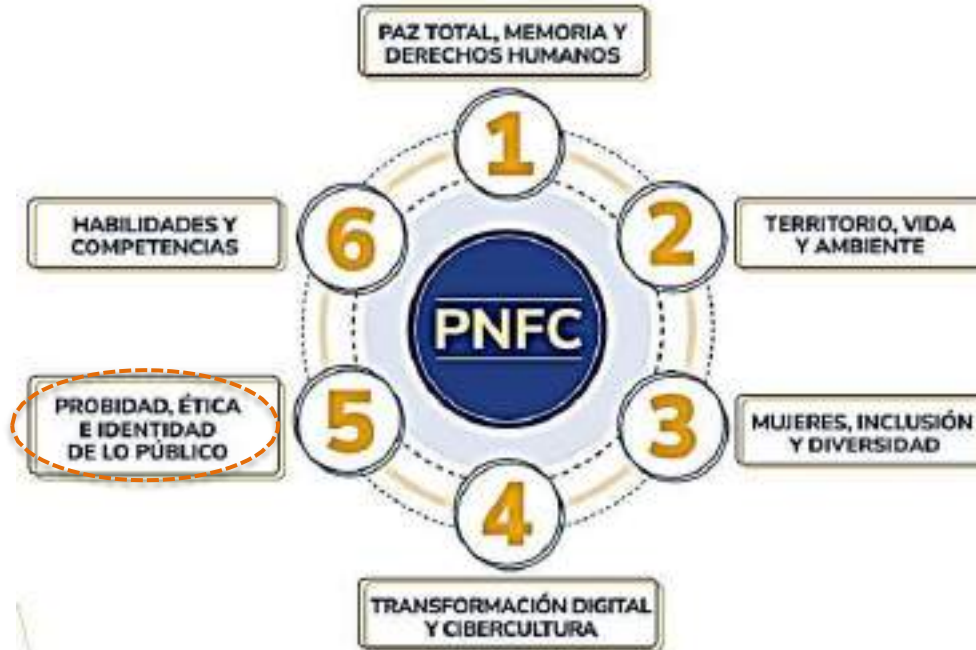 PAZ TOTAL, MEMORIA Y
DERECHOS HUMANOS
1
2
TERRITORIO, VIDA
Y AMBIENTE
3
MUJERES, INCLUSIÓN
Y DIVERSIDAD
4
TRANSFORMACIÓN DIGITAL
Y CIBERCULTURA
5
PROBIDAD, ÉTICA
E IDENTIDAD
DE LO PÚBLICO
6
HABILIDADES Y
COMPETENCIAS
PNFC